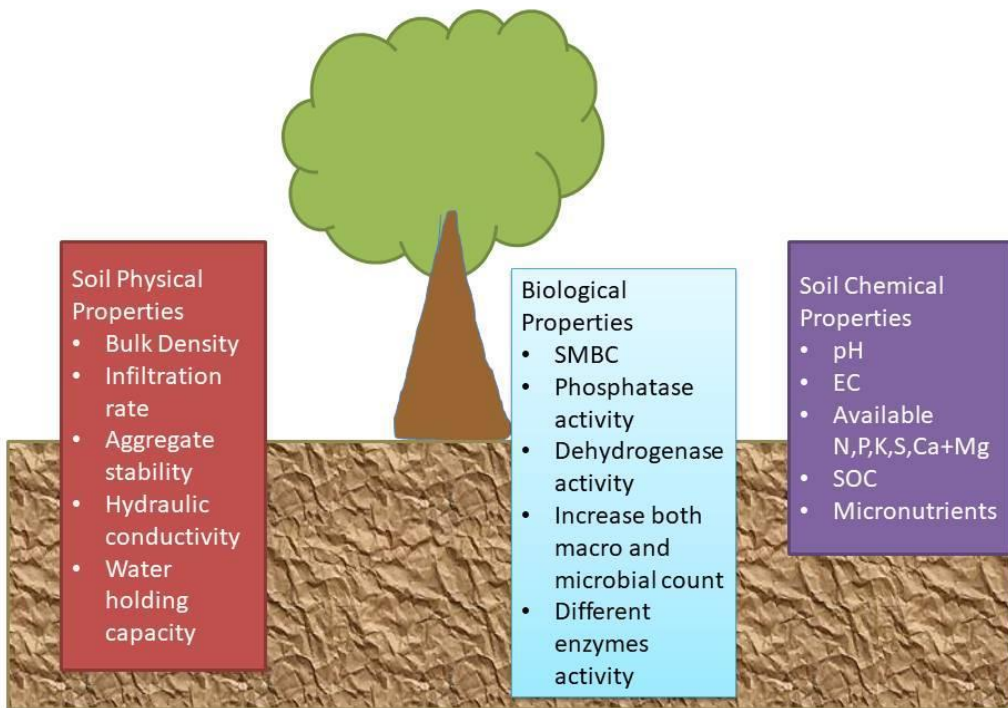 Soil Physical
Properties
• Bulk Density
• Infiltration
rate
• Aggregate
stability
• Hydraulic
conductivity
• Water
holding
capacity
Biological
Properties
• SMBC
• Phosphatase
activity
• Dehydrogenase
activity
• Increase both
macro and
microbial count
• Different
enzymes
activity
Soil Chemical
Properties
• pH
• EC
• Available
N,P,K,S,Ca+Mg
• SOC
• Micronutrients